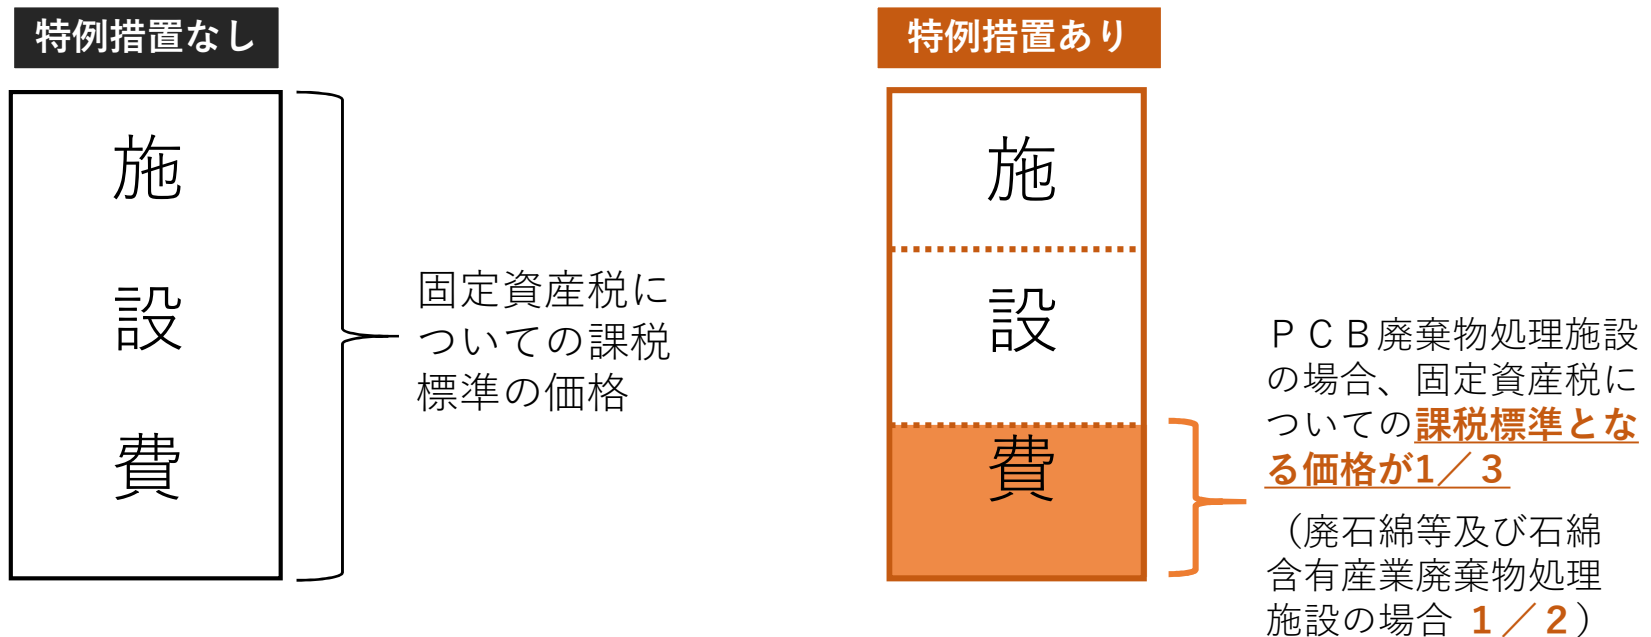 特例措置なし
施
設
費
固定資産税に
ついての課税
標準の価格
特例措置あり
施
設
費
ＰＣＢ廃棄物処理施設
の場合、固定資産税に
ついての課税標準とな
る価格が1／３
（廃石綿等及び石綿
含有産業廃棄物処理
施設の場合 １／２）